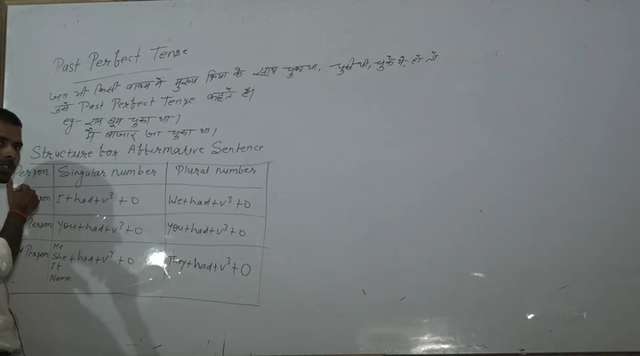 Past Perfect Tense
जब भी किसी वाक्य में मुख्य क्रिया के साथ चुका था, चुकी थी, चुके थे, हो तो
उसे Past Perfect Tense कहते हैं।
eg:- राम घूम चुका था।
मैं बाजार जा चुका था।
Structure for Affirmative Sentence
Person Singular number Plural number
I + had + v³ + O We + had + v³ + O
Person You + had + v³ + O You + had + v³ + O
Person He She It Name + had + v³ + O They + had + v³ + O